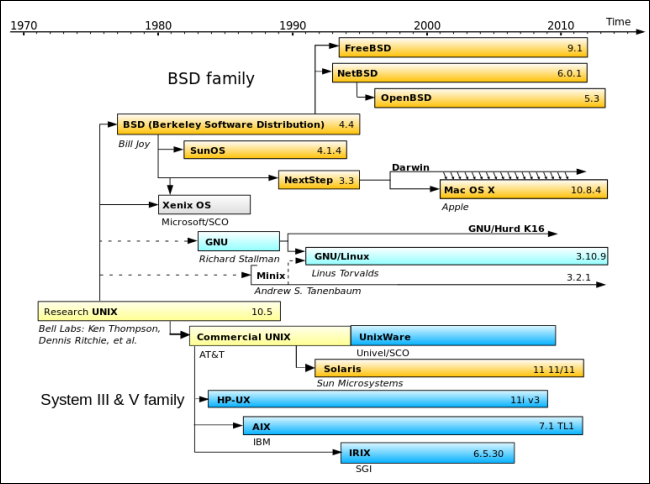 1970 1980 1990 2000 2010 Time
FreeBSD 9.1
BSD family
NetBSD 6.0.1
OpenBSD 5.3
BSD (Berkeley Software Distribution) 4.4
Bill Joy
SunOS 4.1.4
Darwin
NextStep 3.3
Mac OS X 10.8.4
Apple
Xenix OS
Microsoft/SCO
GNU/Hurd K16
GNU
Richard Stallman
GNU/Linux 3.10.9
Linus Torvalds
Minix 3.2.1
Andrew S. Tanenbaum
Research UNIX 10.5
Bell Labs: Ken Thompson,
Dennis Ritchie, et al.
Commercial UNIX
UnixWare
AT&T
Univel/SCO
Solaris 11 11/11
Sun Microsystems
System III & V family
HP-UX 11i v3
AIX 7.1 TL1
IBM
IRIX 6.5.30
SGI